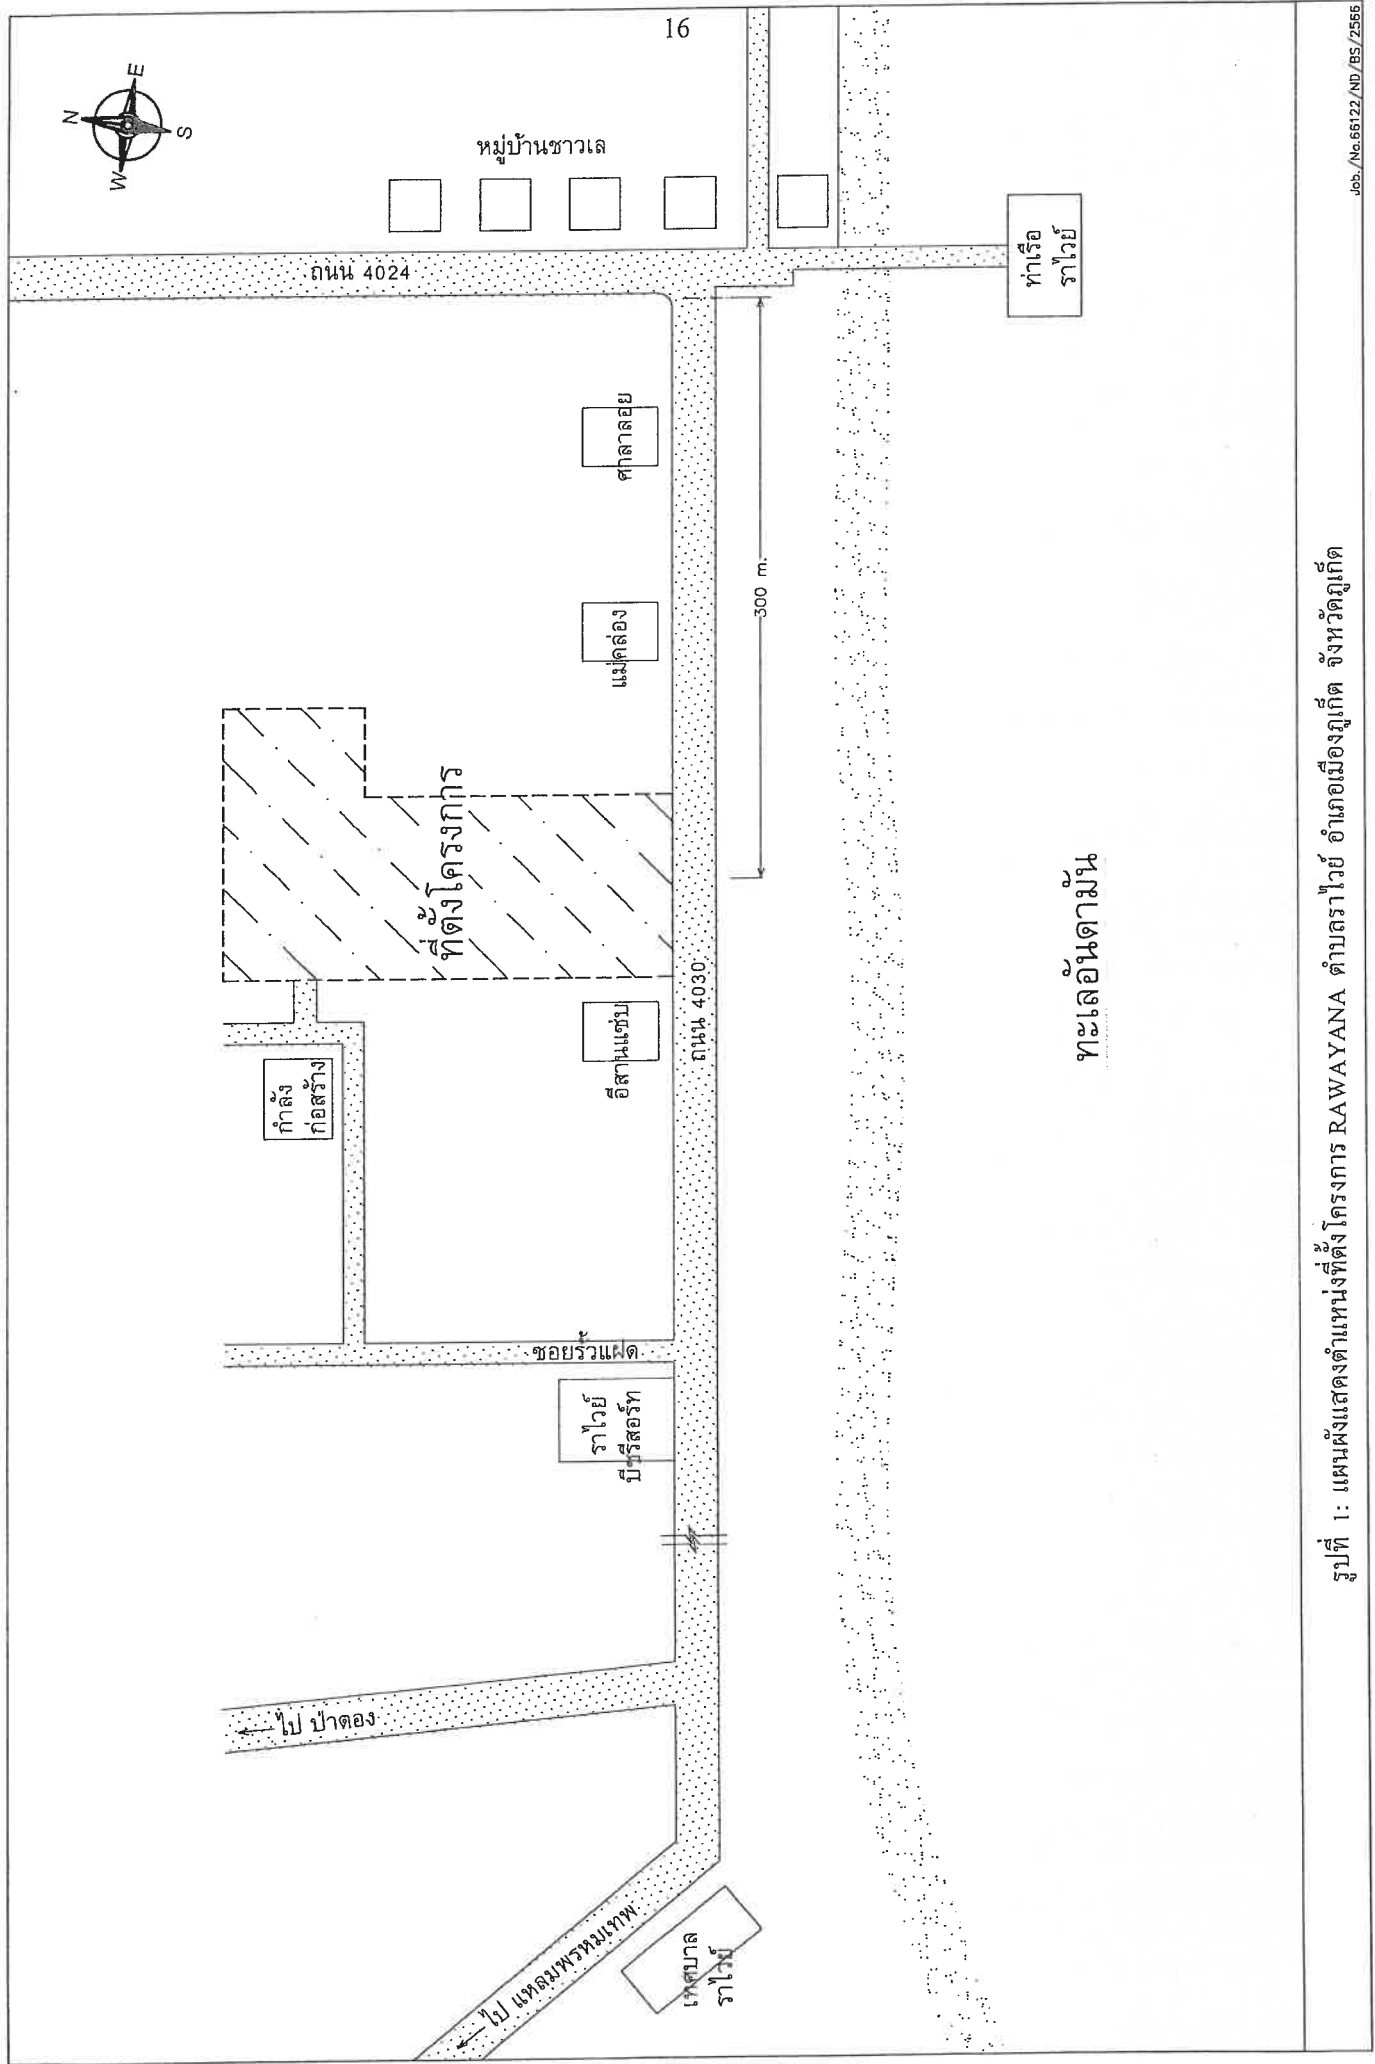 16
N
E
S
W
หมู่บ้านชาวเล
ถนน 4024
ท่าเรือ
ราไวย์
ศาลาลอย
แม่คล่อง
300 m.
ที่ตั้งโครงการ
อีสานแซ่บ
ถนน 4030
กำลัง
ก่อสร้าง
ทะเลอันดามัน
ซอยรั้วแฝด
ราไวย์
บีชรีสอร์ท
ไป ป่าตอง
ไป แหลมพรหมเทพ
เทศบาล
ราไวย์
รูปที่ 1: แผนผังแสดงตำแหน่งที่ตั้งโครงการ RAWAYANA ตำบลราไวย์ อำเภอเมืองภูเก็ต จังหวัดภูเก็ต
Job./No.66122/ND/BS/2566